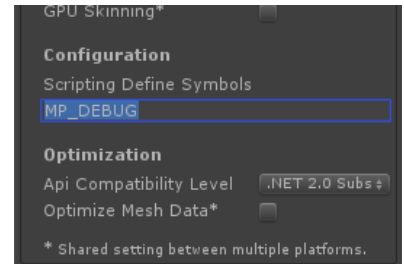 GPU Skinning*
Configuration
Scripting Define Symbols
MP_DEBUG
Optimization
Api Compatibility Level .NET 2.0 Subs
Optimize Mesh Data*
* Shared setting between multiple platforms.